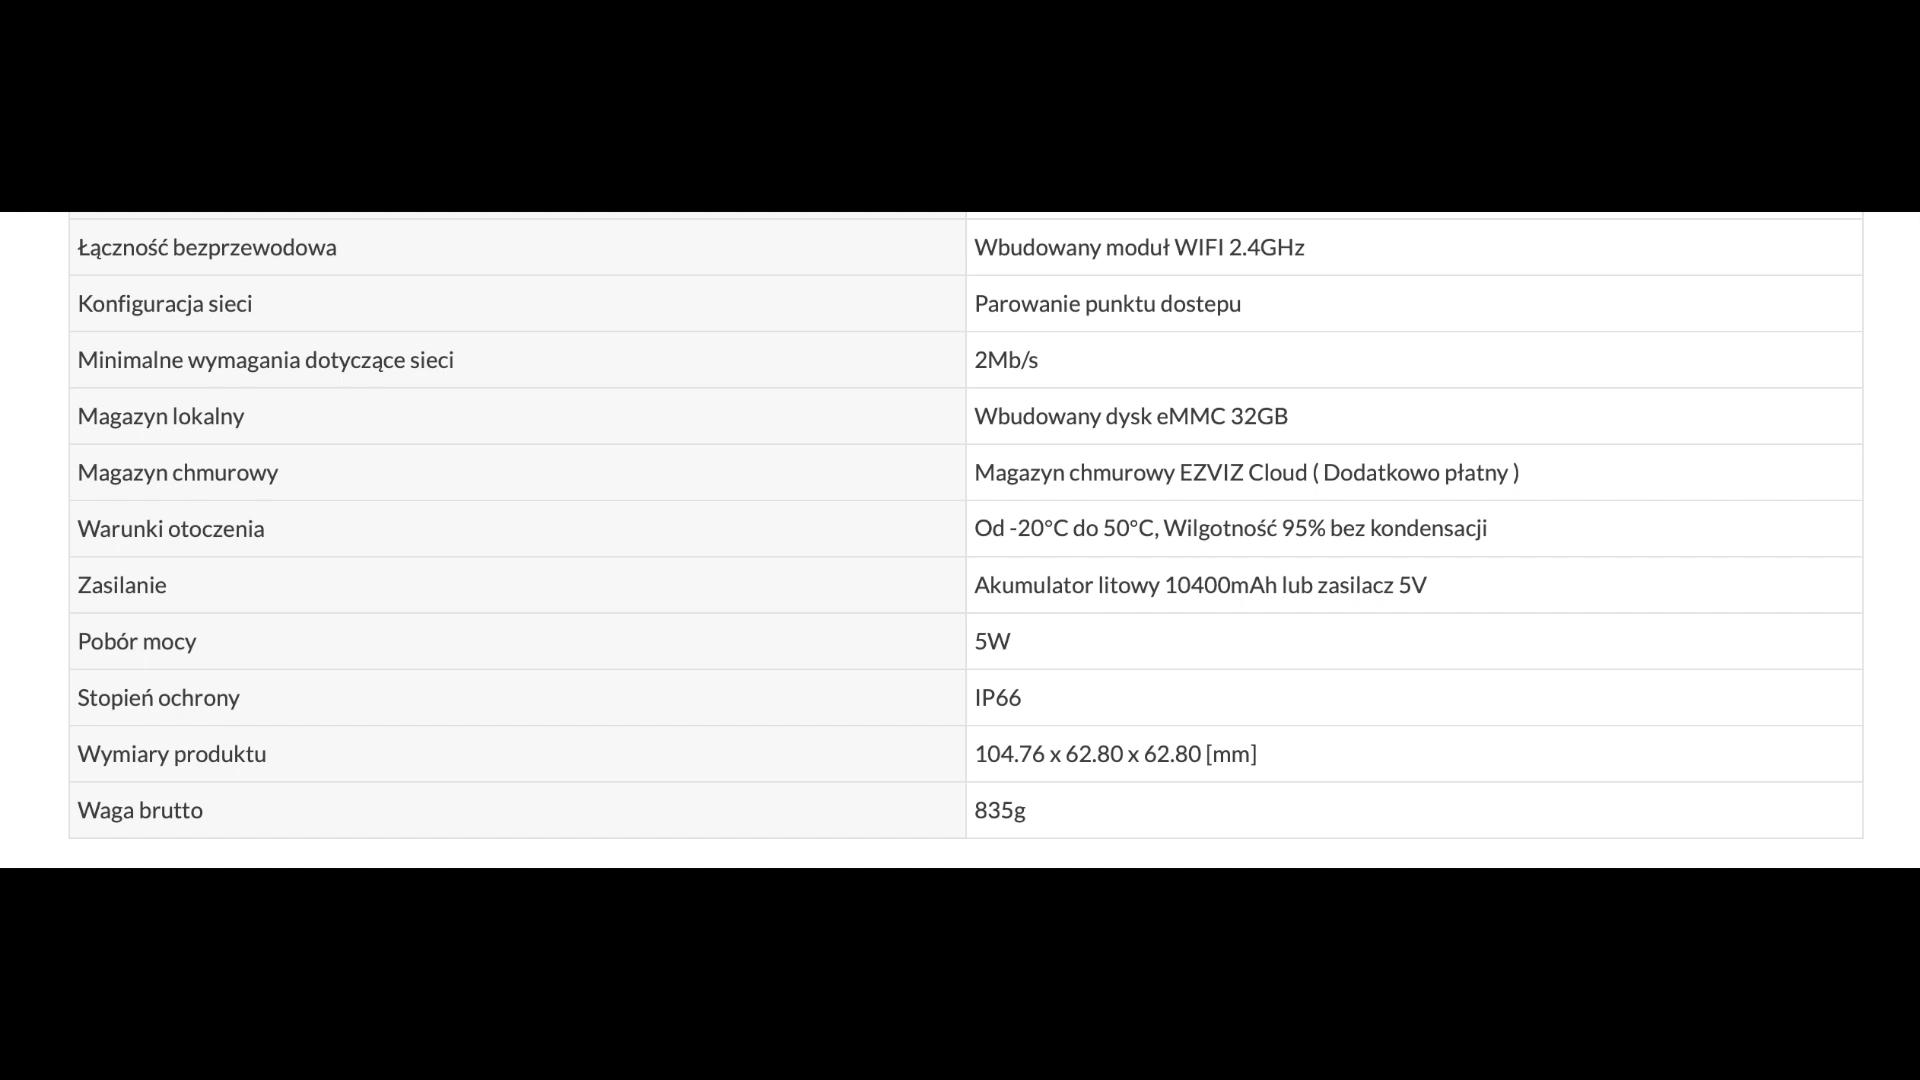 Łączność bezprzewodowa Wbudowany moduł WIFI 2.4GHz
Konfiguracja sieci Parowanie punktu dostepu
Minimalne wymagania dotyczące sieci 2Mb/s
Magazyn lokalny Wbudowany dysk eMMC 32GB
Magazyn chmurowy Magazyn chmurowy EZVIZ Cloud ( Dodatkowo płatny )
Warunki otoczenia Od -20°C do 50°C, Wilgotność 95% bez kondensacji
Zasilanie Akumulator litowy 10400mAh lub zasilacz 5V
Pobór mocy 5W
Stopień ochrony IP66
Wymiary produktu 104.76 x 62.80 x 62.80 [mm]
Waga brutto 835g